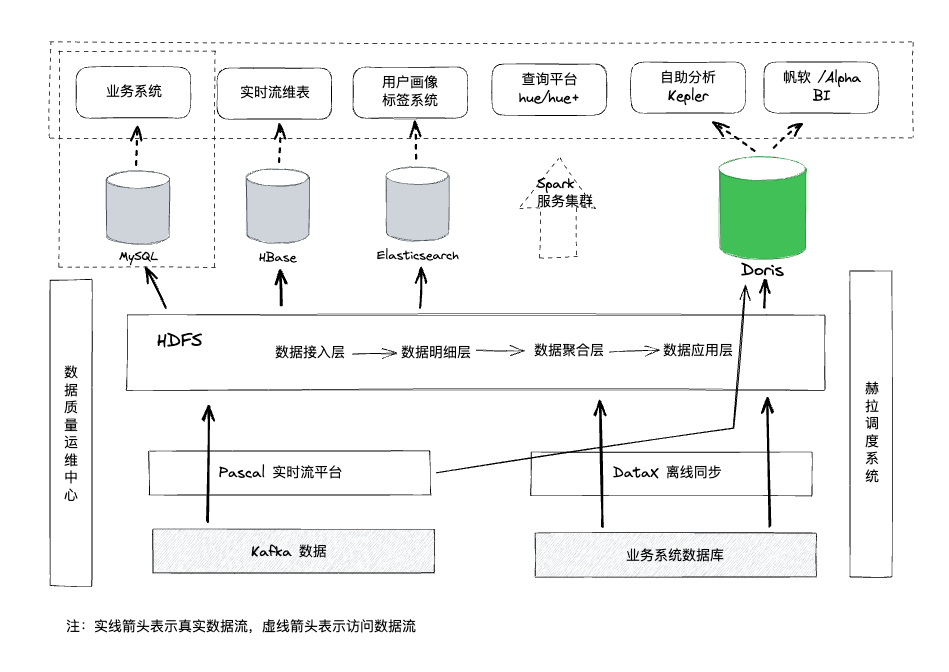 业务系统
实时流维表
用户画像
标签系统
查询平台
hue/hue+
自助分析
Kepler
帆软 /Alpha
BI
Spark
服务集群
MySQL
HBase
Elasticsearch
Doris
HDFS
数据接入层
数据明细层
数据聚合层
数据应用层
数据质量运维中心
赫拉调度系统
Pascal 实时流平台
DataX 离线同步
Kafka 数据
业务系统数据库
注：实线箭头表示真实数据流，虚线箭头表示访问数据流